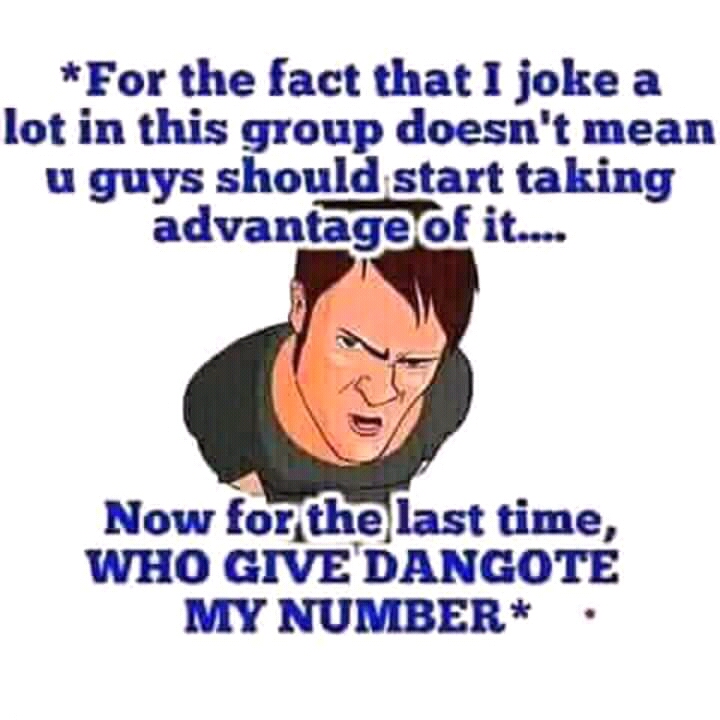 *For the fact that I joke a
lot in this group doesn't mean
u guys should start taking
advantage of it....
Now for the last time,
WHO GIVE DANGOTE
MY NUMBER*